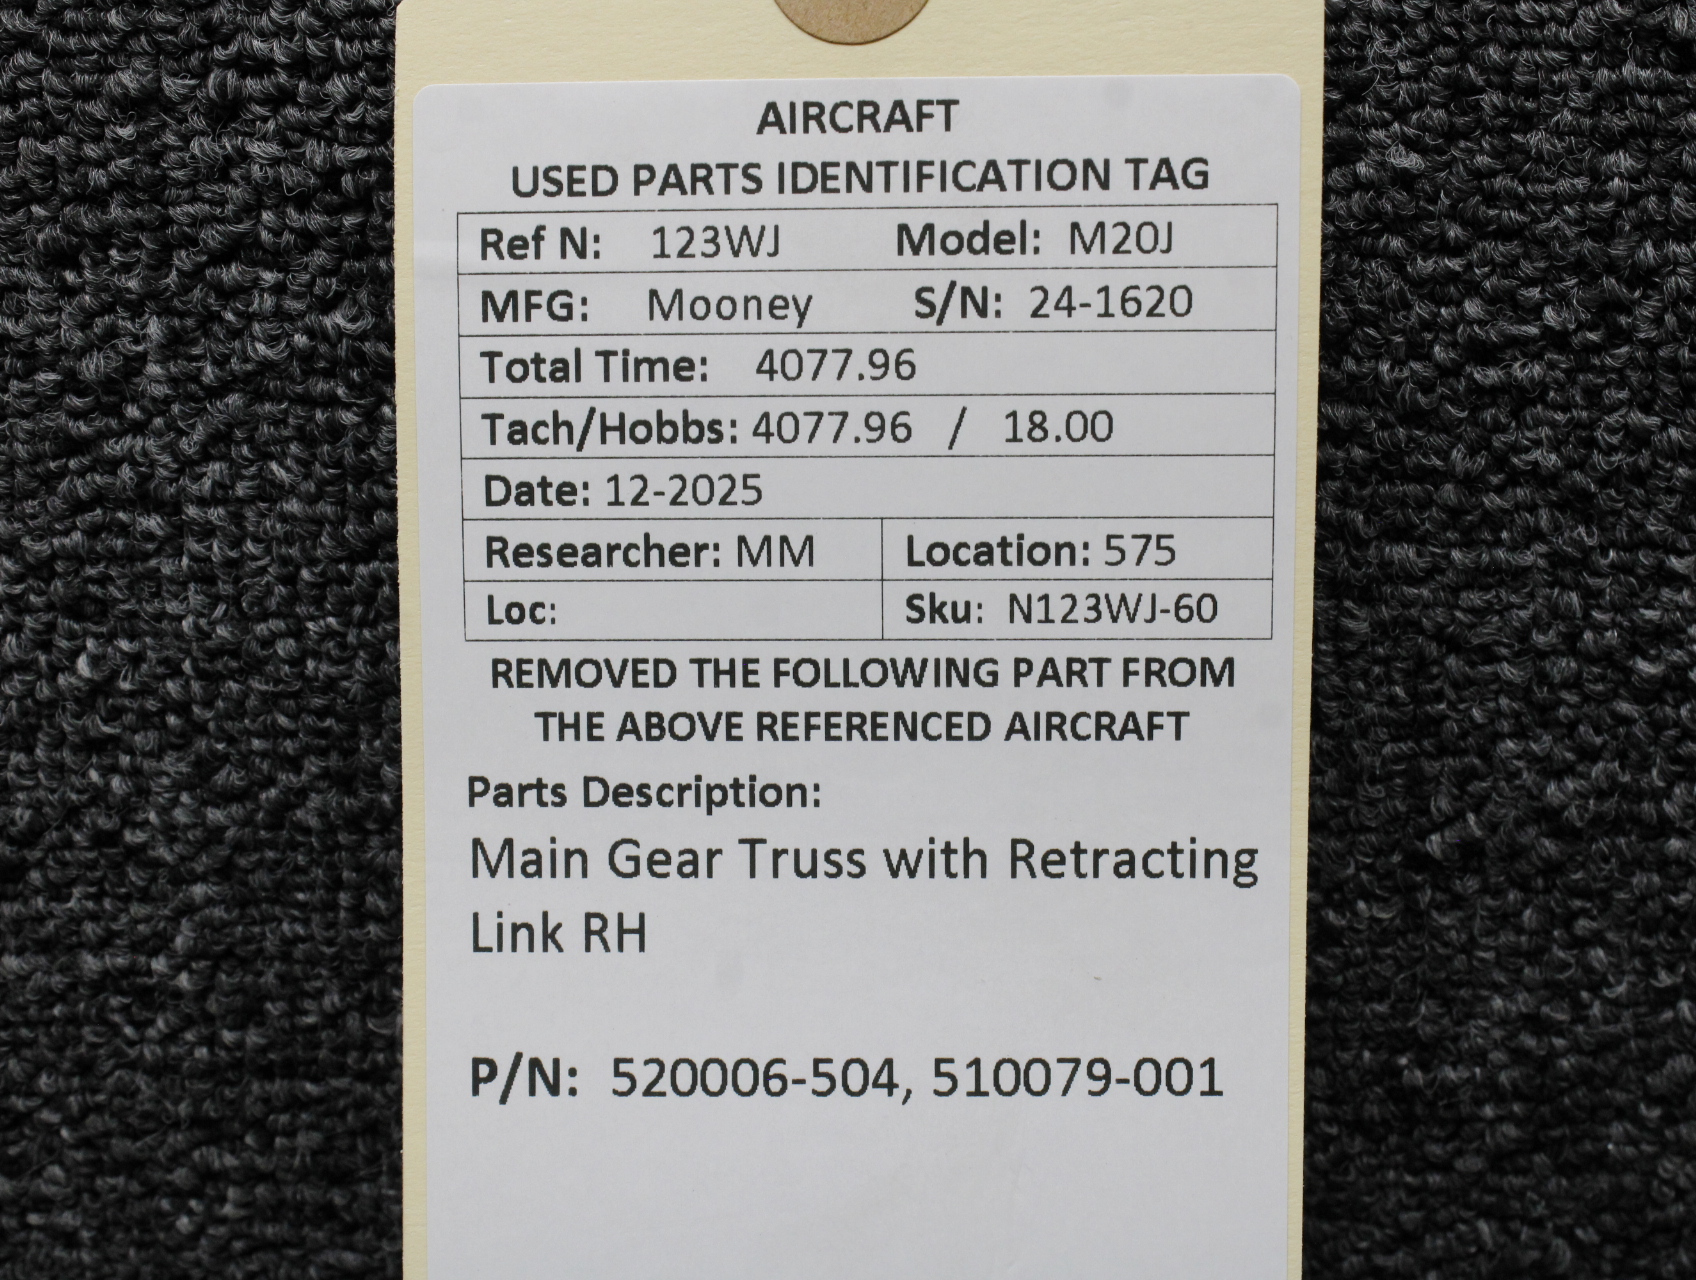 AIRCRAFT
USED PARTS IDENTIFICATION TAG
Ref N: 123WJ Model: M20J
MFG: Mooney S/N: 24-1620
Total Time: 4077.96
Tach/Hobbs: 4077.96 / 18.00
Date: 12-2025
Researcher: MM Location: 575
Loc: Sku: N123WJ-60
REMOVED THE FOLLOWING PART FROM
THE ABOVE REFERENCED AIRCRAFT
Parts Description:
Main Gear Truss with Retracting
Link RH
P/N: 520006-504, 510079-001